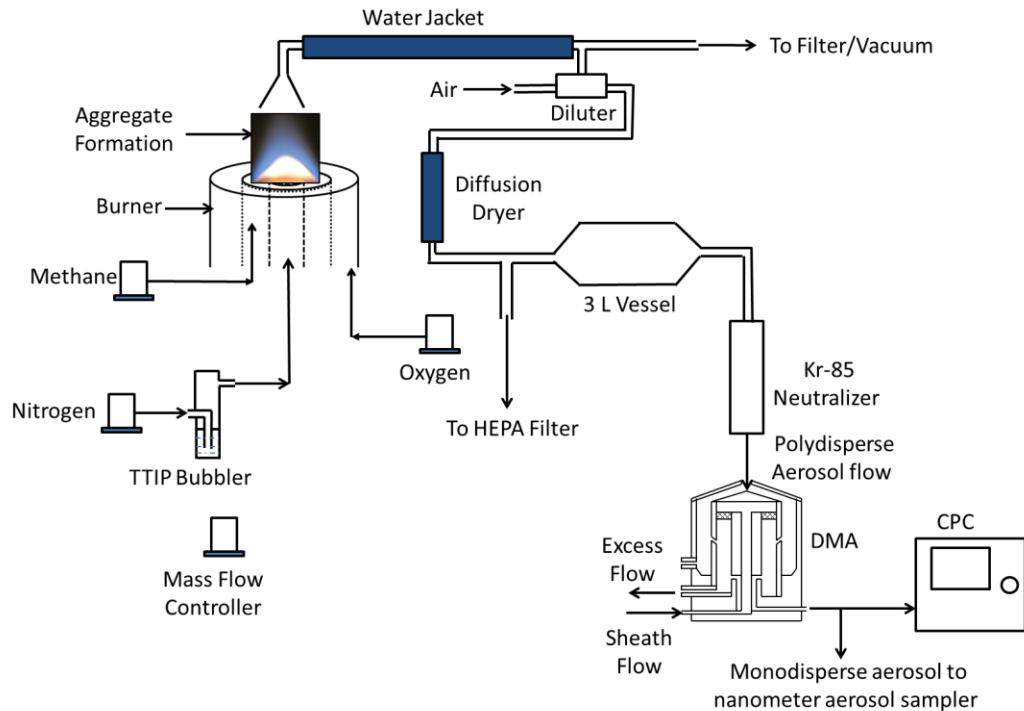 Water Jacket
To Filter/Vacuum
Air
Diluter
Aggregate
Formation
Diffusion
Dryer
Burner
Methane
3 L Vessel
Oxygen
Kr-85
Neutralizer
Nitrogen
To HEPA Filter
TTIP Bubbler
Polydisperse
Aerosol flow
Mass Flow
Controller
CPC
DMA
Excess
Flow
Sheath
Flow
Monodisperse aerosol to
nanometer aerosol sampler